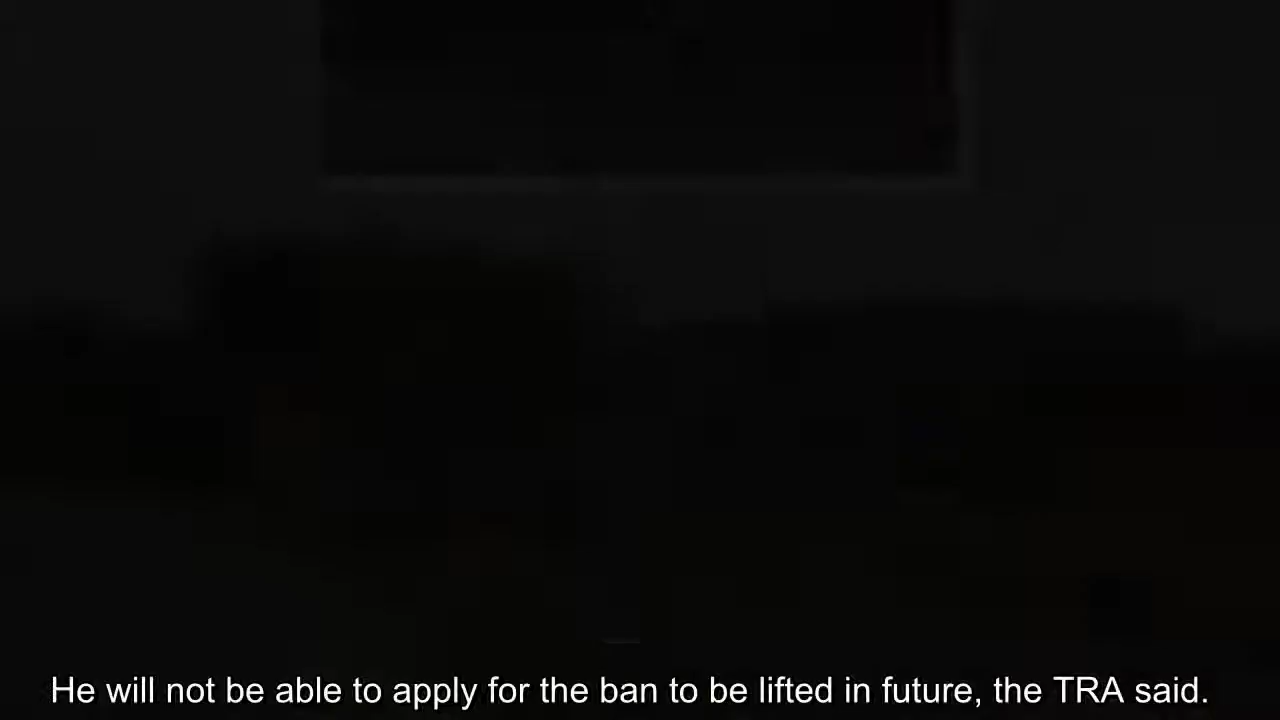 He will not be able to apply for the ban to be lifted in future, the TRA said.